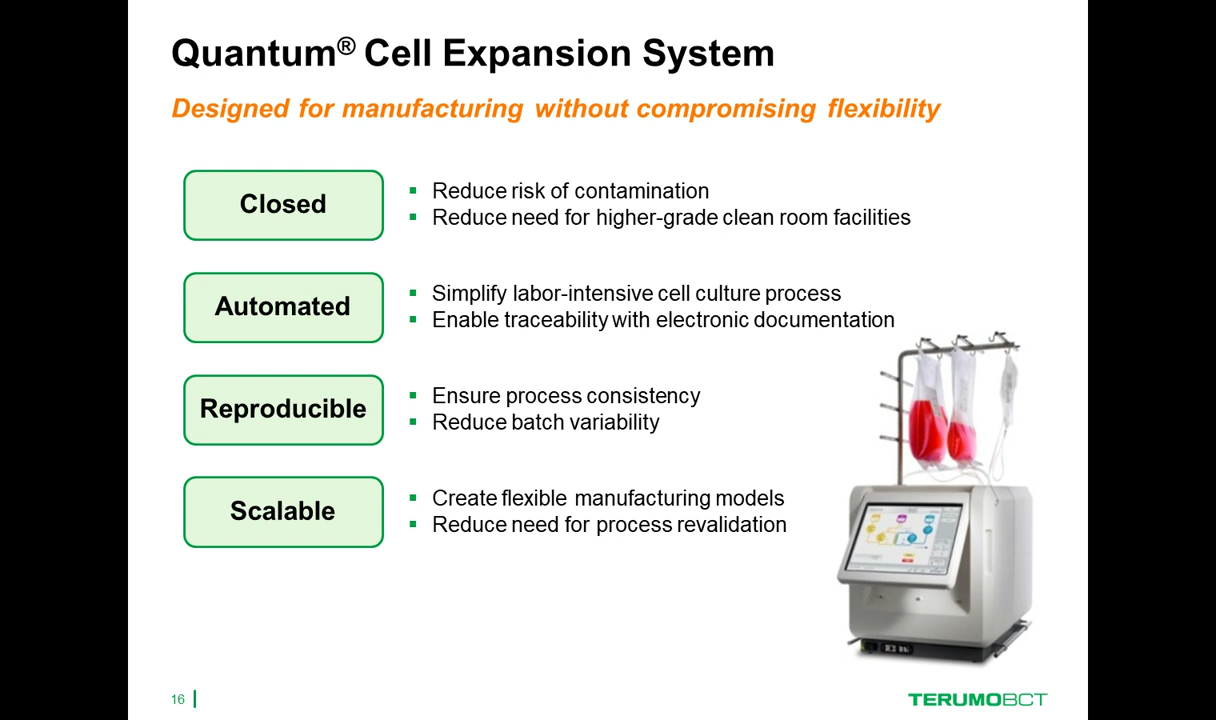 Quantum® Cell Expansion System
Designed for manufacturing without compromising flexibility
Closed
▪ Reduce risk of contamination
▪ Reduce need for higher-grade clean room facilities
Automated
▪ Simplify labor-intensive cell culture process
▪ Enable traceability with electronic documentation
Reproducible
▪ Ensure process consistency
▪ Reduce batch variability
Scalable
▪ Create flexible manufacturing models
▪ Reduce need for process revalidation
16
TERUMOBCT